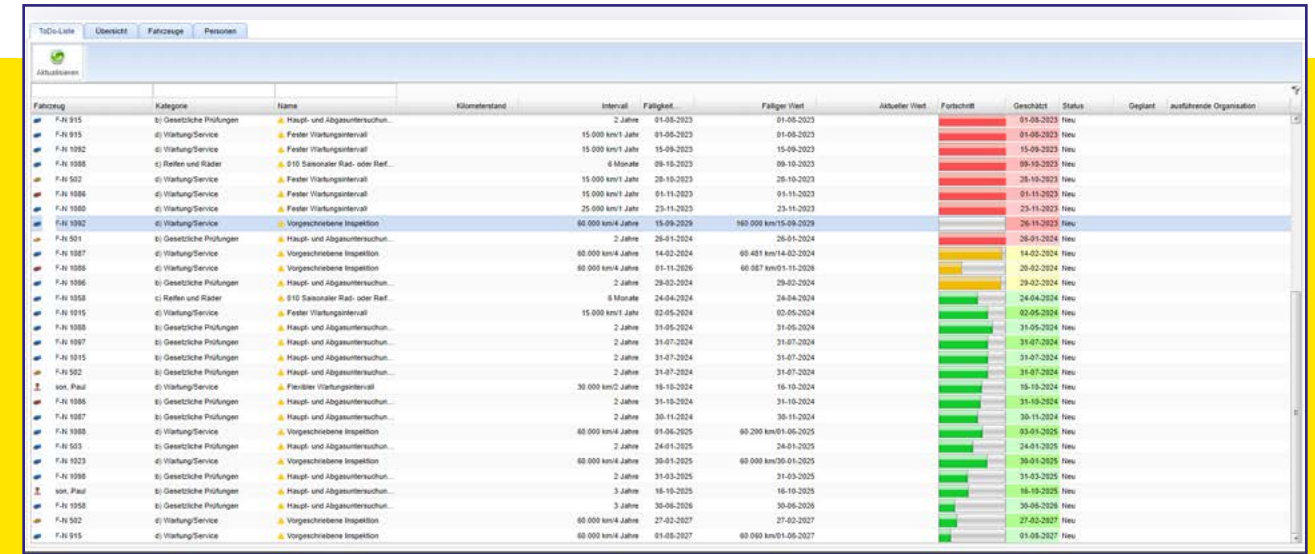 ToDo-Liste Übersicht Fahrzeuge Personen
Aktualisieren
Fahrzeug Kategorie Name Kilometerstand Intervall Fälligkeit... Fälliger Wert Aktueller Wert Fortschritt Geschätzt Status Geplant ausführende Organisation
F-N 915 b) Gesetzliche Prüfungen Haupt- und Abgasuntersuchun... 2 Jahre 01-08-2023 01-08-2023 01-08-2023 Neu
F-N 915 d) Wartung/Service Fester Wartungsintervall 15.000 km/1 Jahr 01-08-2023 01-08-2023 01-08-2023 Neu
F-N 1092 d) Wartung/Service Fester Wartungsintervall 15.000 km/1 Jahr 15-09-2023 15-09-2023 15-09-2023 Neu
F-N 1088 c) Reifen und Räder 010 Saisonaler Rad- oder Reif... 6 Monate 09-10-2023 09-10-2023 09-10-2023 Neu
F-N 502 d) Wartung/Service Fester Wartungsintervall 15.000 km/1 Jahr 28-10-2023 28-10-2023 28-10-2023 Neu
F-N 1086 d) Wartung/Service Fester Wartungsintervall 15.000 km/1 Jahr 01-11-2023 01-11-2023 01-11-2023 Neu
F-N 1080 d) Wartung/Service Fester Wartungsintervall 25.000 km/1 Jahr 23-11-2023 23-11-2023 23-11-2023 Neu
F-N 1092 d) Wartung/Service Vorgeschriebene Inspektion 60.000 km/4 Jahre 15-09-2029 160.000 km/15-09-2029 26-11-2023 Neu
F-N 501 b) Gesetzliche Prüfungen Haupt- und Abgasuntersuchun... 2 Jahre 26-01-2024 26-01-2024 26-01-2024 Neu
F-N 1087 d) Wartung/Service Vorgeschriebene Inspektion 60.000 km/4 Jahre 14-02-2024 60.481 km/14-02-2024 14-02-2024 Neu
F-N 1086 d) Wartung/Service Vorgeschriebene Inspektion 60.000 km/4 Jahre 01-11-2026 60.087 km/01-11-2026 20-02-2024 Neu
F-N 1096 b) Gesetzliche Prüfungen Haupt- und Abgasuntersuchun... 2 Jahre 29-02-2024 29-02-2024 29-02-2024 Neu
F-N 1058 c) Reifen und Räder 010 Saisonaler Rad- oder Reif... 6 Monate 24-04-2024 24-04-2024 24-04-2024 Neu
F-N 1015 d) Wartung/Service Fester Wartungsintervall 15.000 km/1 Jahr 02-05-2024 02-05-2024 02-05-2024 Neu
F-N 1088 b) Gesetzliche Prüfungen Haupt- und Abgasuntersuchun... 2 Jahre 31-05-2024 31-05-2024 31-05-2024 Neu
F-N 1097 b) Gesetzliche Prüfungen Haupt- und Abgasuntersuchun... 2 Jahre 31-07-2024 31-07-2024 31-07-2024 Neu
F-N 1015 b) Gesetzliche Prüfungen Haupt- und Abgasuntersuchun... 2 Jahre 31-07-2024 31-07-2024 31-07-2024 Neu
F-N 502 b) Gesetzliche Prüfungen Haupt- und Abgasuntersuchun... 2 Jahre 31-07-2024 31-07-2024 31-07-2024 Neu
son, Paul d) Wartung/Service Flexibler Wartungsintervall 30.000 km/2 Jahre 16-10-2024 16-10-2024 16-10-2024 Neu
F-N 1086 b) Gesetzliche Prüfungen Haupt- und Abgasuntersuchun... 2 Jahre 31-10-2024 31-10-2024 31-10-2024 Neu
F-N 1087 b) Gesetzliche Prüfungen Haupt- und Abgasuntersuchun... 2 Jahre 30-11-2024 30-11-2024 30-11-2024 Neu
F-N 1088 d) Wartung/Service Vorgeschriebene Inspektion 60.000 km/4 Jahre 01-06-2025 60.200 km/01-06-2025 03-01-2025 Neu
F-N 503 b) Gesetzliche Prüfungen Haupt- und Abgasuntersuchun... 2 Jahre 24-01-2025 24-01-2025 24-01-2025 Neu
F-N 1023 d) Wartung/Service Vorgeschriebene Inspektion 60.000 km/4 Jahre 30-01-2025 60.000 km/30-01-2025 30-01-2025 Neu
F-N 1098 b) Gesetzliche Prüfungen Haupt- und Abgasuntersuchun... 2 Jahre 31-03-2025 31-03-2025 31-03-2025 Neu
son, Paul b) Gesetzliche Prüfungen Haupt- und Abgasuntersuchun... 3 Jahre 16-10-2025 16-10-2025 16-10-2025 Neu
F-N 1058 b) Gesetzliche Prüfungen Haupt- und Abgasuntersuchun... 3 Jahre 30-06-2026 30-06-2026 30-06-2026 Neu
F-N 502 d) Wartung/Service Vorgeschriebene Inspektion 60.000 km/4 Jahre 27-02-2027 27-02-2027 27-02-2027 Neu
F-N 915 d) Wartung/Service Vorgeschriebene Inspektion 60.000 km/4 Jahre 01-08-2027 60.060 km/01-08-2027 01-08-2027 Neu